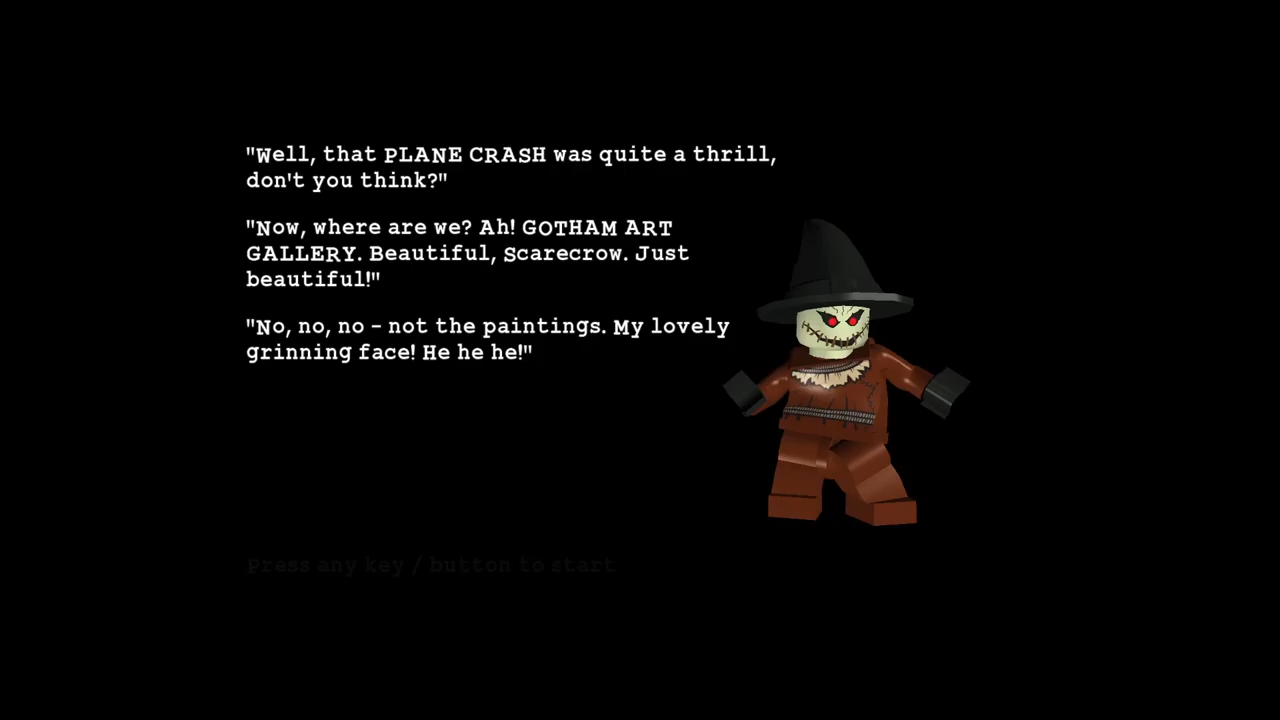 "Well, that PLANE CRASH was quite a thrill,
don't you think?"
"Now, where are we? Ah! GOTHAM ART
GALLERY. Beautiful, Scarecrow. Just
beautiful!"
"No, no, no - not the paintings. My lovely
grinning face! He he he!"
Press any key / button to start